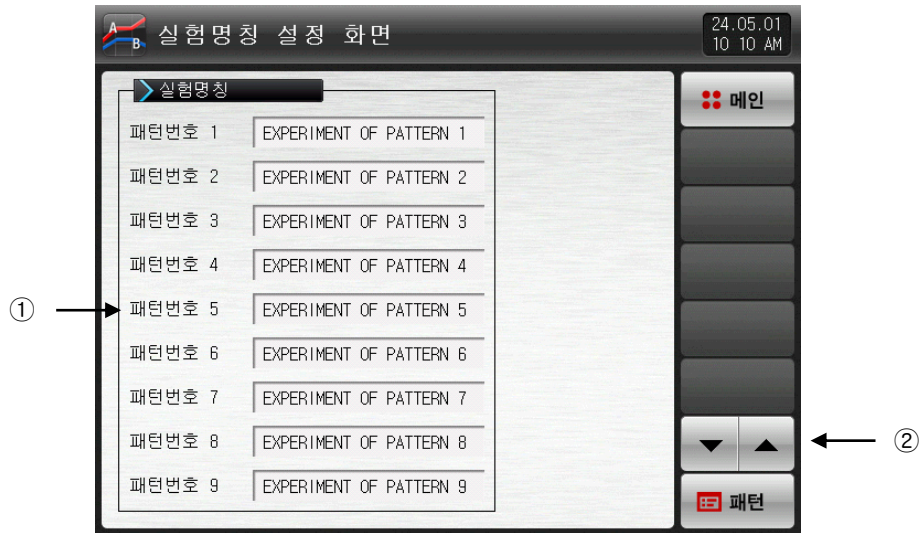 A B 실험명칭 설정 화면
24.05.01
10 10 AM
실험명칭
메인
패턴번호 1 EXPERIMENT OF PATTERN 1
패턴번호 2 EXPERIMENT OF PATTERN 2
패턴번호 3 EXPERIMENT OF PATTERN 3
패턴번호 4 EXPERIMENT OF PATTERN 4
① 패턴번호 5 EXPERIMENT OF PATTERN 5
패턴번호 6 EXPERIMENT OF PATTERN 6
패턴번호 7 EXPERIMENT OF PATTERN 7
패턴번호 8 EXPERIMENT OF PATTERN 8
②
패턴번호 9 EXPERIMENT OF PATTERN 9
패턴